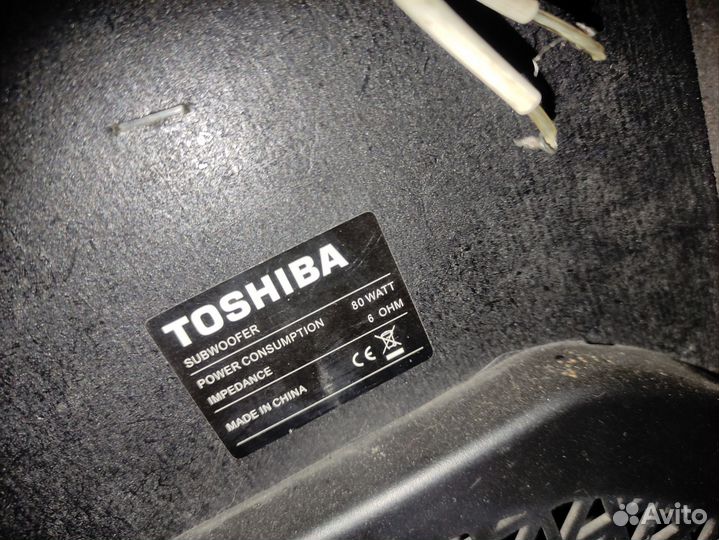 TOSHIBA
SUBWOOFER
POWER CONSUMPTION 80 WATT
IMPEDANCE 6 OHM
MADE IN CHINA CE
Avito